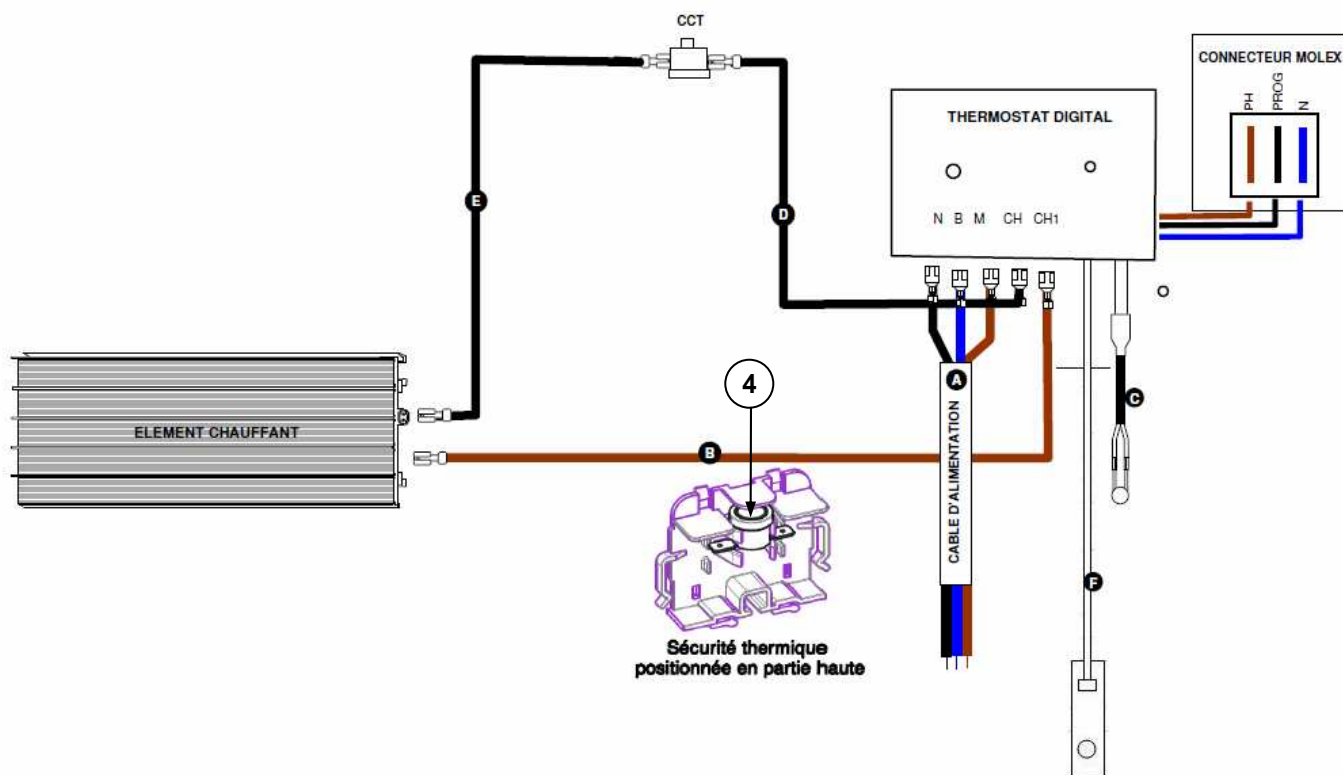 CCT
CONNECTEUR MOLEX
PH
PROG
N
THERMOSTAT DIGITAL
N B M CH CH1
E
D
4
A
C
ELEMENT CHAUFFANT
B
CABLE D'ALIMENTATION
F
Sécurité thermique
positionnée en partie haute